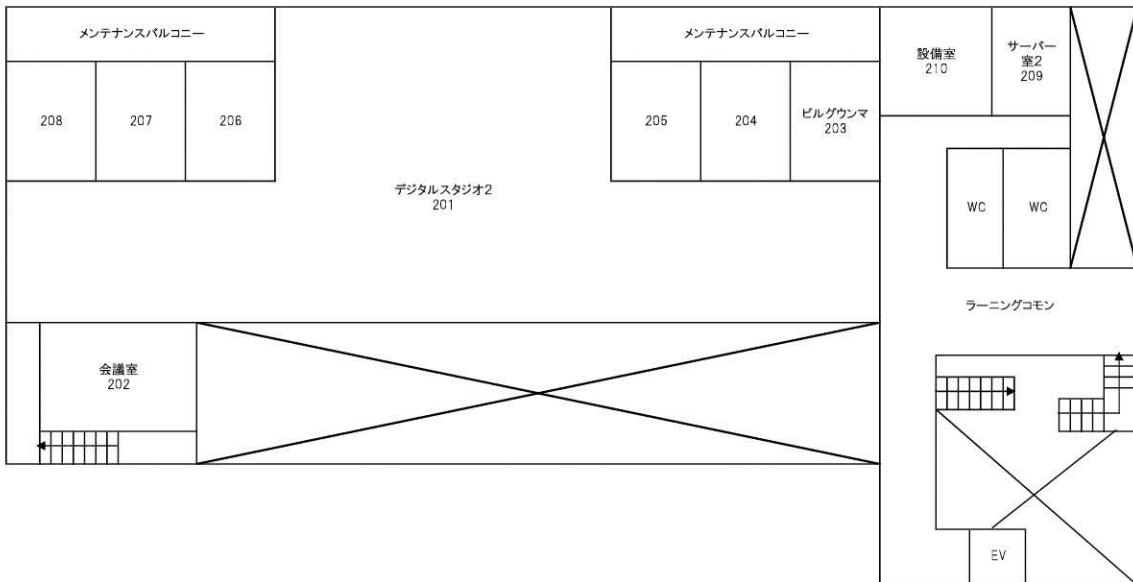 メンテナンスバルコニー
メンテナンスバルコニー
設備室
210
サーバー
室2
209
208
207
206
205
204
ビルグウンマ
203
デジタルスタジオ2
201
WC
WC
ラーニングコモン
会議室
202
EV